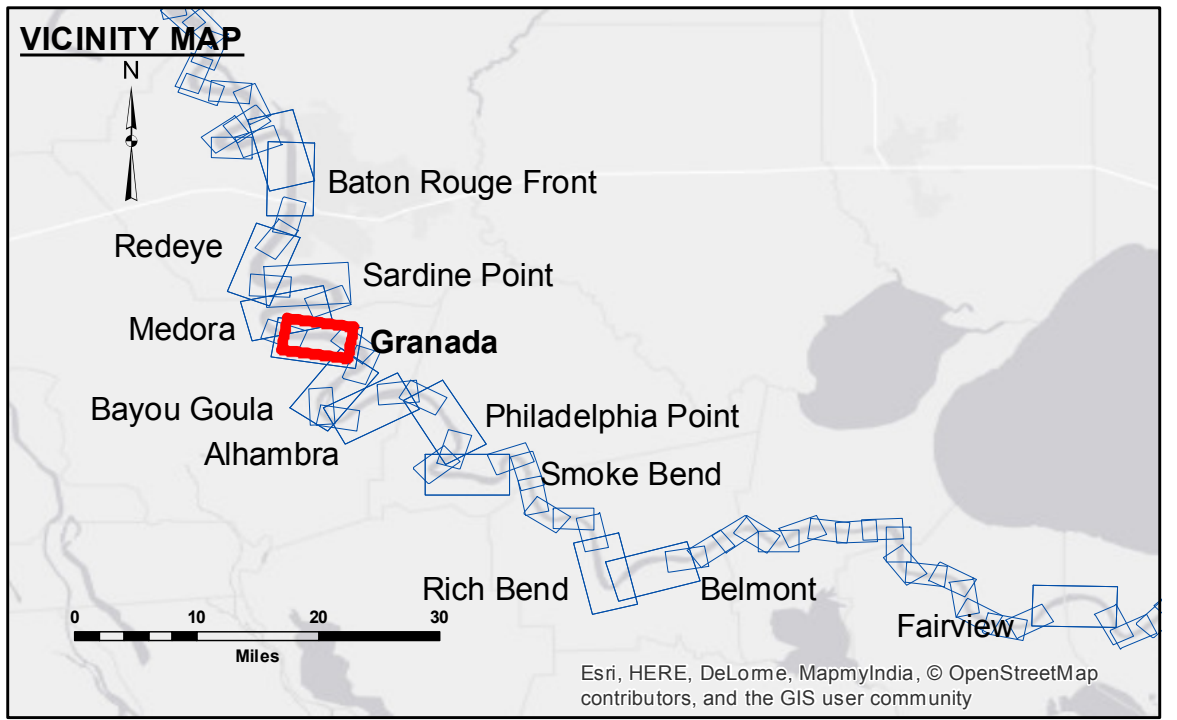 VICINITY MAP
N
Baton Rouge Front
Redeye
Sardine Point
Medora
Granada
Bayou Goula
Philadelphia Point
Alhambra
Smoke Bend
Rich Bend
Belmont
Fairview
0 10 20 30
Miles
Esri, HERE, DeLorme, MapmyIndia, © OpenStreetMap
contributors, and the GIS user community